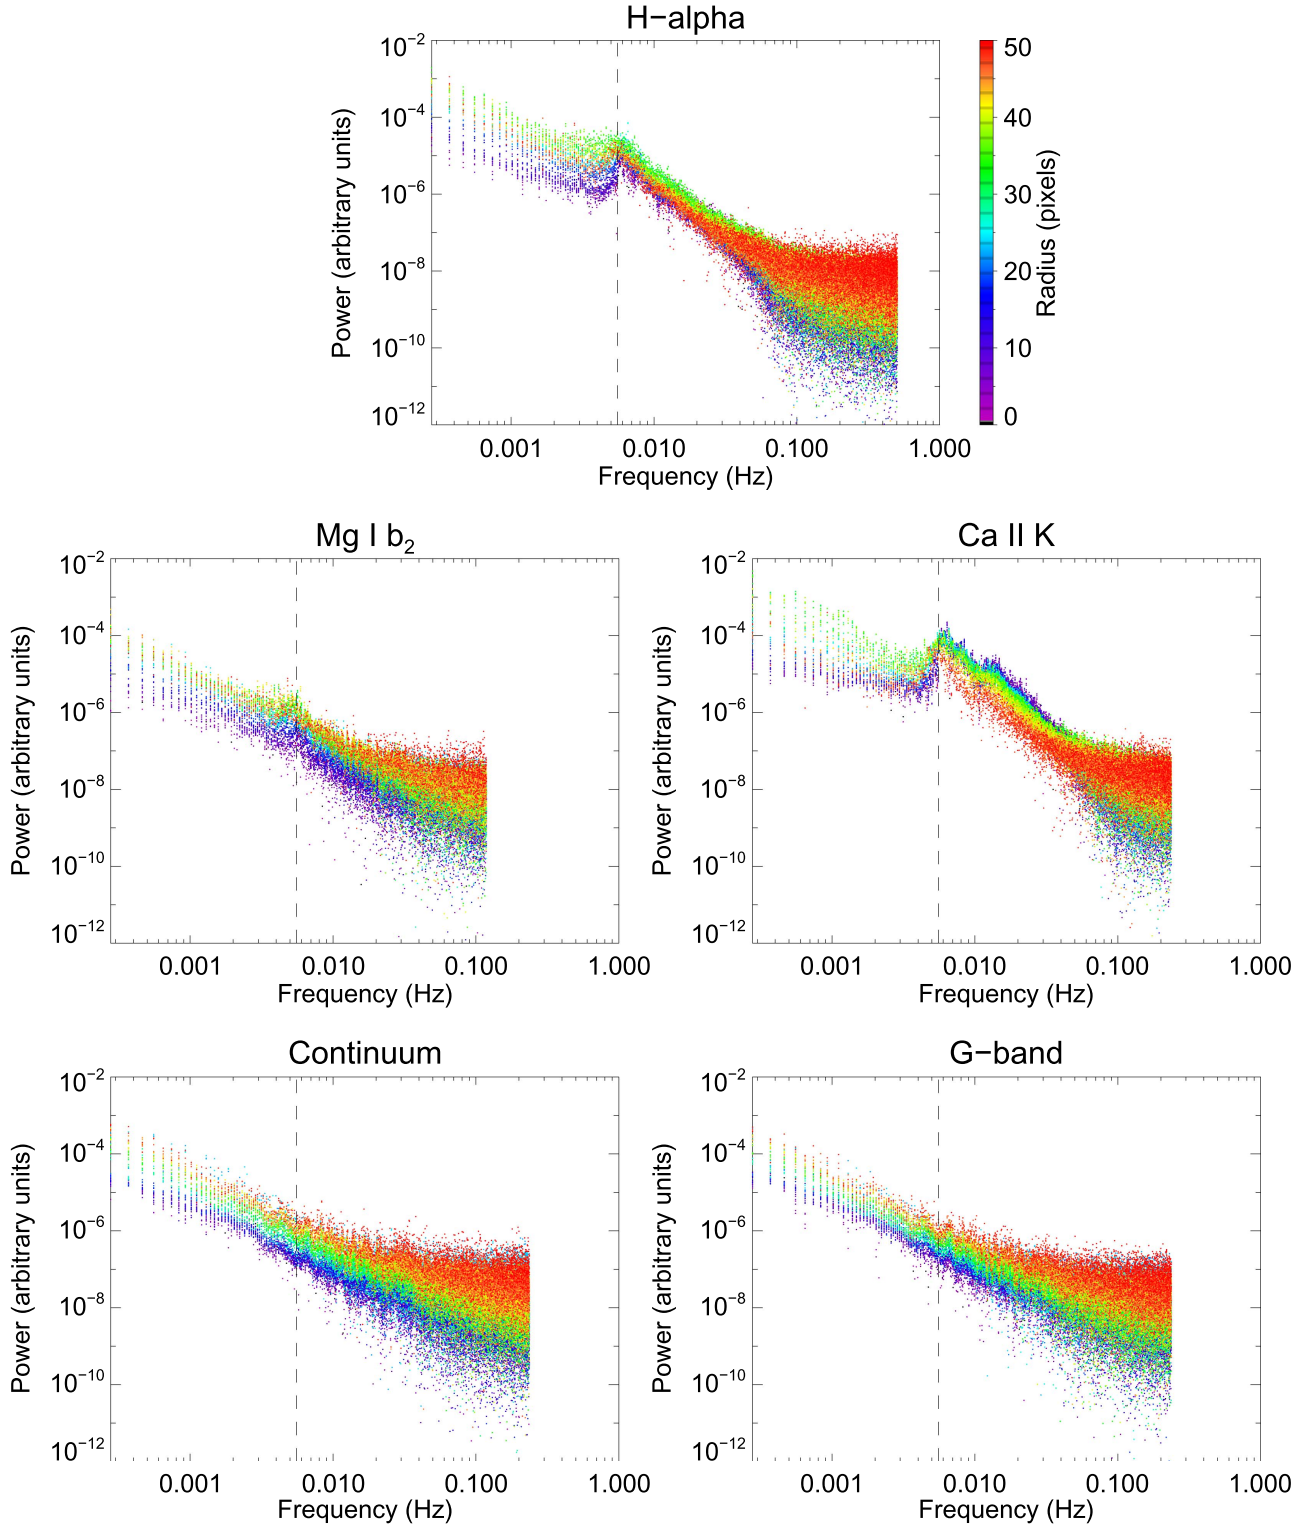 H−alpha
10−2
10−4
10−6
10−8
10−10
10−12
Power (arbitrary units)
0.001 0.010 0.100 1.000
Frequency (Hz)
50
40
30
20
10
0
Radius (pixels)
Mg I b2
10−2
10−4
10−6
10−8
10−10
10−12
Power (arbitrary units)
0.001 0.010 0.100 1.000
Frequency (Hz)
Ca II K
10−2
10−4
10−6
10−8
10−10
10−12
Power (arbitrary units)
0.001 0.010 0.100 1.000
Frequency (Hz)
Continuum
10−2
10−4
10−6
10−8
10−10
10−12
Power (arbitrary units)
0.001 0.010 0.100 1.000
Frequency (Hz)
G−band
10−2
10−4
10−6
10−8
10−10
10−12
Power (arbitrary units)
0.001 0.010 0.100 1.000
Frequency (Hz)